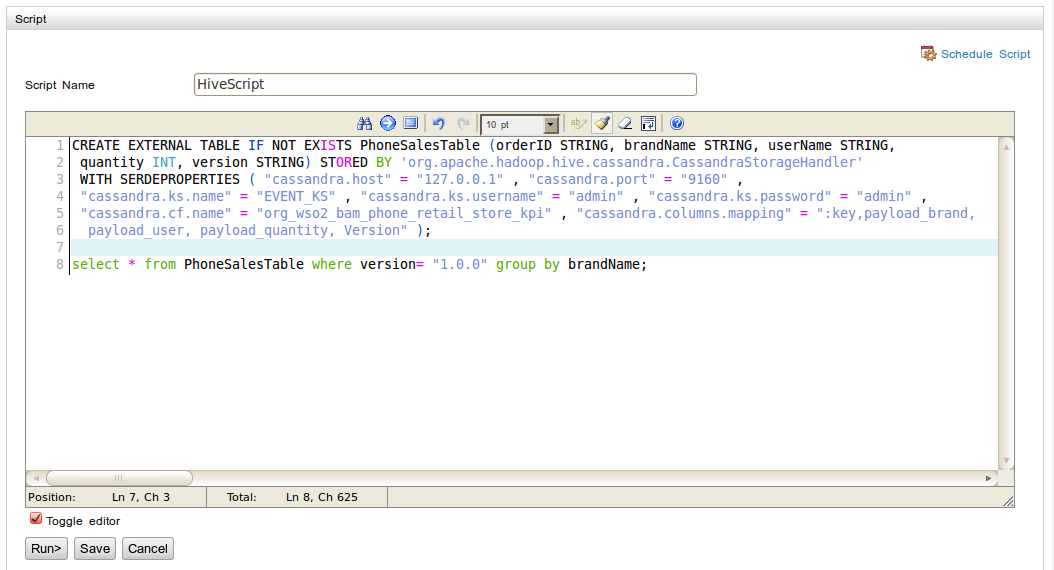 Script
Schedule Script
Script Name
HiveScript
10 pt
1 CREATE EXTERNAL TABLE IF NOT EXISTS PhoneSalesTable (orderID STRING, brandName STRING, userName STRING,
2 quantity INT, version STRING) STORED BY 'org.apache.hadoop.hive.cassandra.CassandraStorageHandler'
3 WITH SERDEPROPERTIES ( "cassandra.host" = "127.0.0.1" , "cassandra.port" = "9160" ,
4 "cassandra.ks.name" = "EVENT_KS" , "cassandra.ks.username" = "admin" , "cassandra.ks.password" = "admin" ,
5 "cassandra.cf.name" = "org_wso2_bam_phone_retail_store_kpi" , "cassandra.columns.mapping" = ":key,payload_brand,
6 payload_user, payload_quantity, Version" );
7
8 select * from PhoneSalesTable where version= "1.0.0" group by brandName;
Position: Ln 7, Ch 3 Total: Ln 8, Ch 625
Toggle editor
Run> Save Cancel